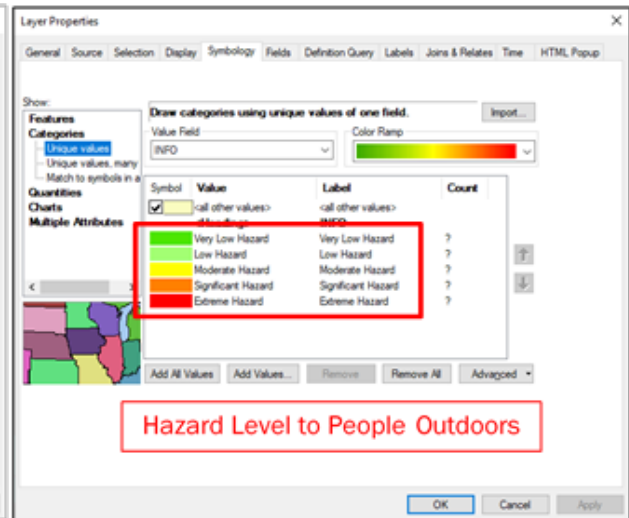 Layer Properties
General Source Selection Display Symbology Fields Definition Query Labels Joins & Relates Time HTML Popup
Show:
Features
Categories
Unique values
Unique values, many
Match to symbols in a
Quantities
Charts
Multiple Attributes
Draw categories using unique values of one field.
Import...
Value Field
Color Ramp
INFO
Symbol Value Label Count
<all other values> <all other values>
INFO
Very Low Hazard Very Low Hazard ?
Low Hazard Low Hazard ?
Moderate Hazard Moderate Hazard ?
Significant Hazard Significant Hazard ?
Extreme Hazard Extreme Hazard ?
Add All Values Add Values... Remove Remove All Advanced
Hazard Level to People Outdoors
OK Cancel Apply